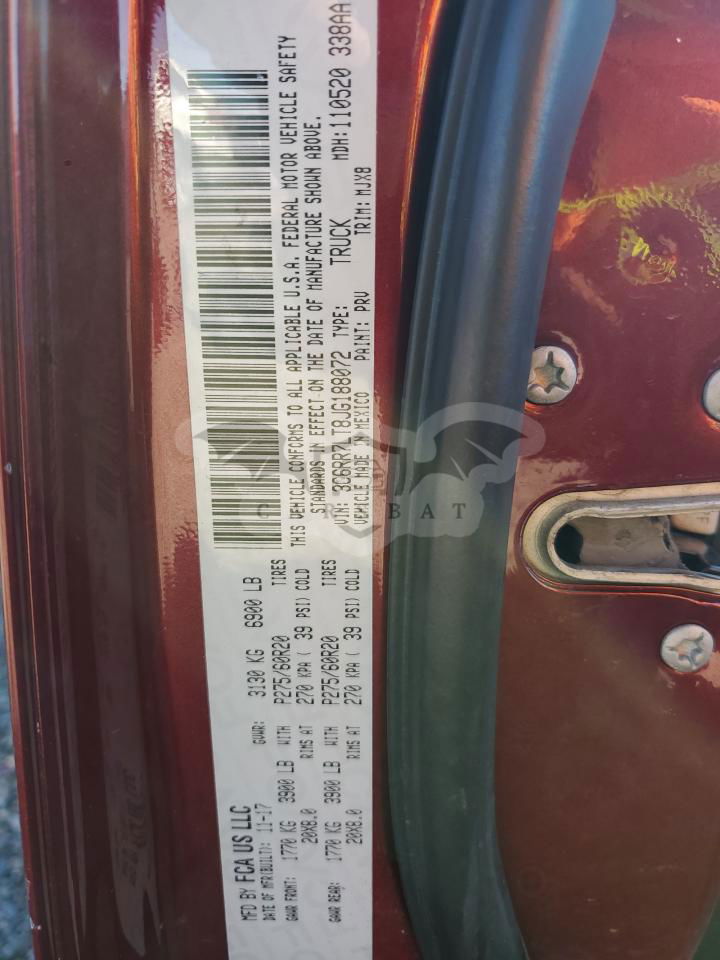 MFD BY FCA US LLC
DATE OF MFR(BUILT): 11-17 GVWR: 3130 KG 6900 LB
GAWR FRONT: 1770 KG 3900 LB WITH P275/60R20 TIRES
20X8.0 RIMS AT 270 KPA ( 39 PSI) COLD
GAWR REAR: 1770 KG 3900 LB WITH P275/60R20
20X8.0 RIMS AT 270 KPA ( 39 PSI) COLD
THIS VEHICLE CONFORMS TO ALL APPLICABLE U.S.A. FEDERAL MOTOR VEHICLE SAFETY
STANDARDS IN EFFECT ON THE DATE OF MANUFACTURE SHOWN ABOVE.
VIN: 3C6RR7LT8JG188072 TYPE: TRUCK MDH: 110520 338AA
VEHICLE MADE IN MEXICO PAINT: PRV TRIM: MJX8